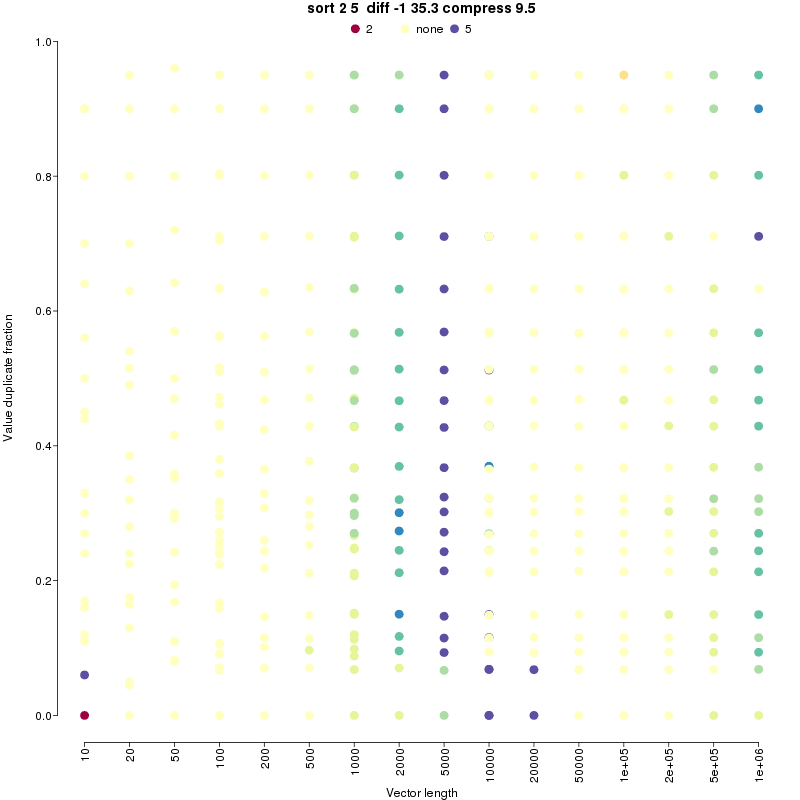 sort 2 5  diff -1 35.3 compress 9.5
2 none 5
1.0
0.8
0.6
0.4
0.2
0.0
Value duplicate fraction
10 20 50 100 200 500 1000 2000 5000 10000 20000 50000 1e+05 2e+05 5e+05 1e+06
Vector length